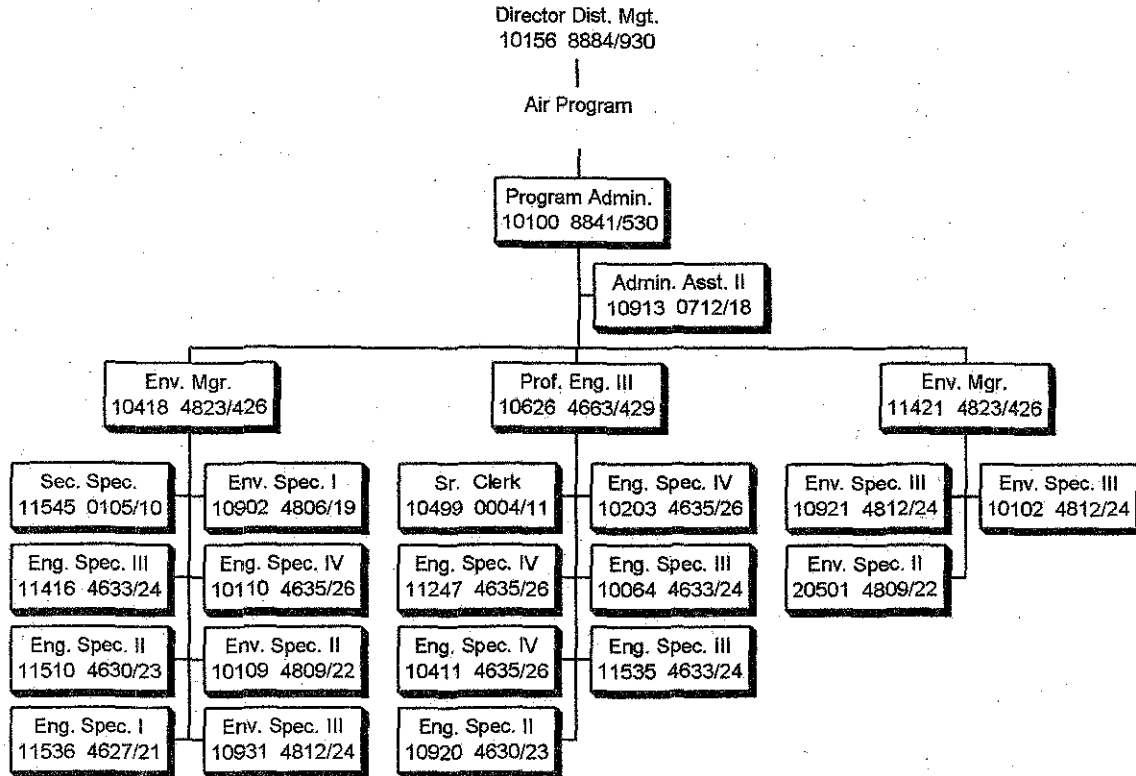 Director Dist. Mgt.
10156 8884/930
Air Program
Program Admin.
10100 8841/530
Admin. Asst. II
10913 0712/18
Env. Mgr.
10418 4823/426
Prof. Eng. III
10626 4663/429
Env. Mgr.
11421 4823/426
Sec. Spec.
11545 0105/10
Env. Spec. I
10902 4806/19
Eng. Spec. III
11416 4633/24
Eng. Spec. IV
10110 4635/26
Eng. Spec. II
11510 4630/23
Env. Spec. II
10109 4809/22
Eng. Spec. I
11536 4627/21
Env. Spec. III
10931 4812/24
Sr. Clerk
10499 0004/11
Eng. Spec. IV
10203 4635/26
Eng. Spec. IV
11247 4635/26
Eng. Spec. III
10064 4633/24
Eng. Spec. IV
10411 4635/26
Eng. Spec. III
11535 4633/24
Eng. Spec. II
10920 4630/23
Env. Spec. III
10921 4812/24
Env. Spec. III
10102 4812/24
Env. Spec. II
20501 4809/22